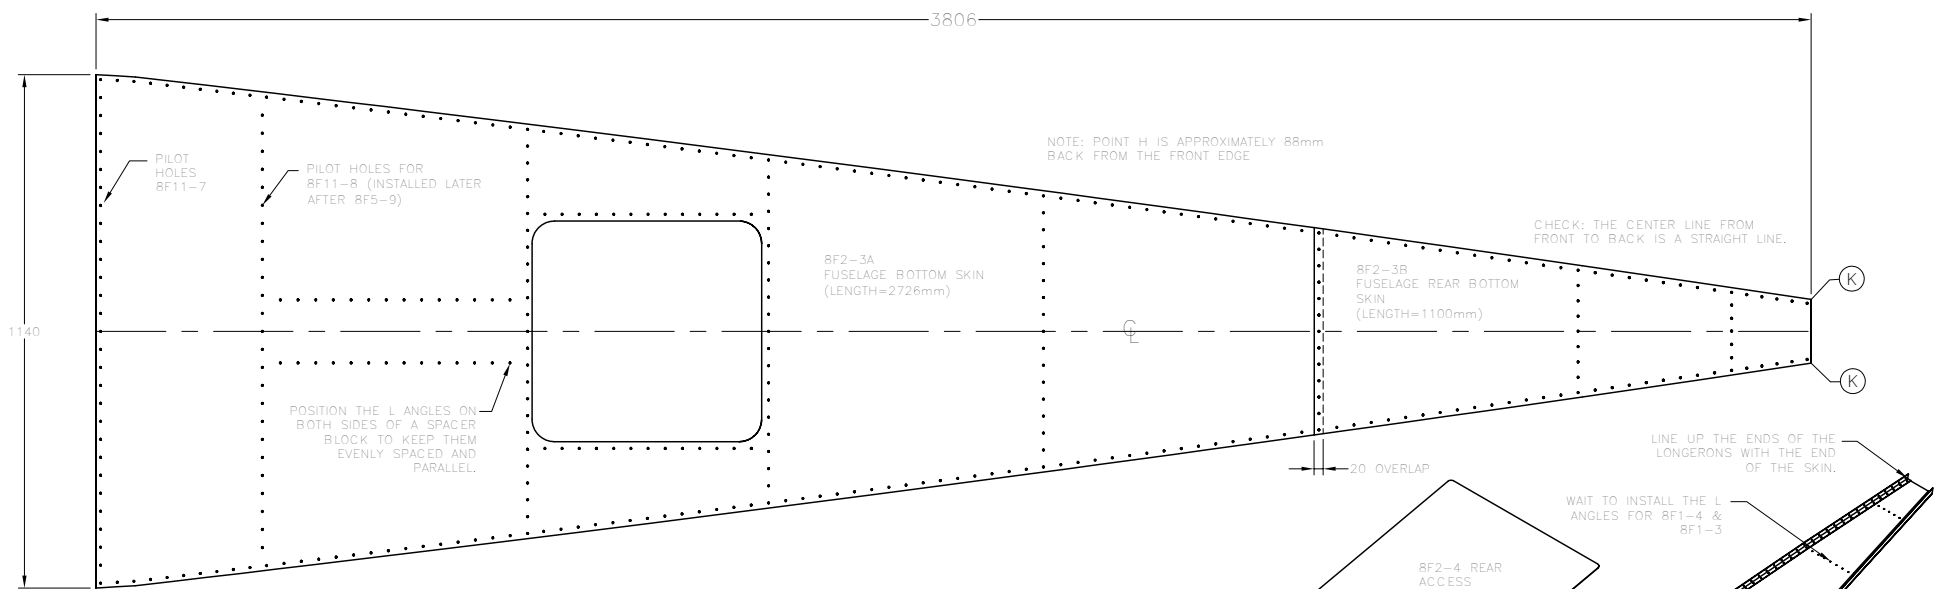 3806
NOTE: POINT H IS APPROXIMATELY 88mm
BACK FROM THE FRONT EDGE
PILOT
HOLES
8F11-7
PILOT HOLES FOR
8F11-8 (INSTALLED LATER
AFTER 8F5-9)
CHECK: THE CENTER LINE FROM
FRONT TO BACK IS A STRAIGHT LINE.
8F2-3A
FUSELAGE BOTTOM SKIN
(LENGTH=2726mm)
8F2-3B
FUSELAGE REAR BOTTOM
SKIN
(LENGTH=1100mm)
K
1140
CL
K
POSITION THE L ANGLES ON
BOTH SIDES OF A SPACER
BLOCK TO KEEP THEM
EVENLY SPACED AND
PARALLEL.
20 OVERLAP
LINE UP THE ENDS OF THE
LONGERONS WITH THE END
OF THE SKIN.
WAIT TO INSTALL THE L
ANGLES FOR 8F1-4 &
8F1-3
8F2-4 REAR
ACCESS